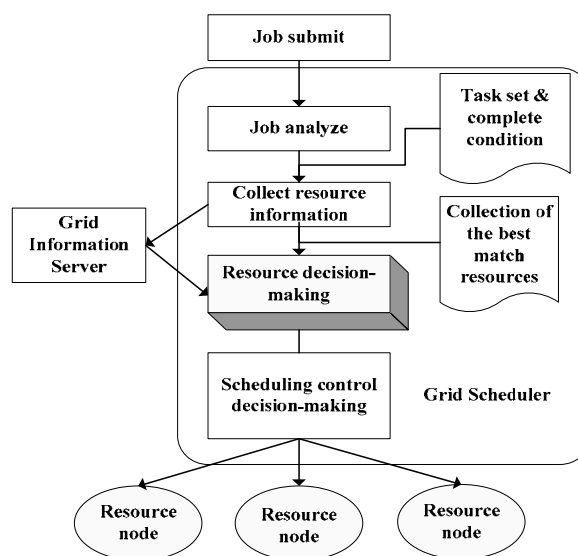 Job submit
Task set &
complete
condition
Job analyze
Collect resource
information
Grid
Information
Server
Collection of
the best
match
resources
Resource decision-
making
Scheduling control
decision-making
Grid Scheduler
Resource
node
Resource
node
Resource
node